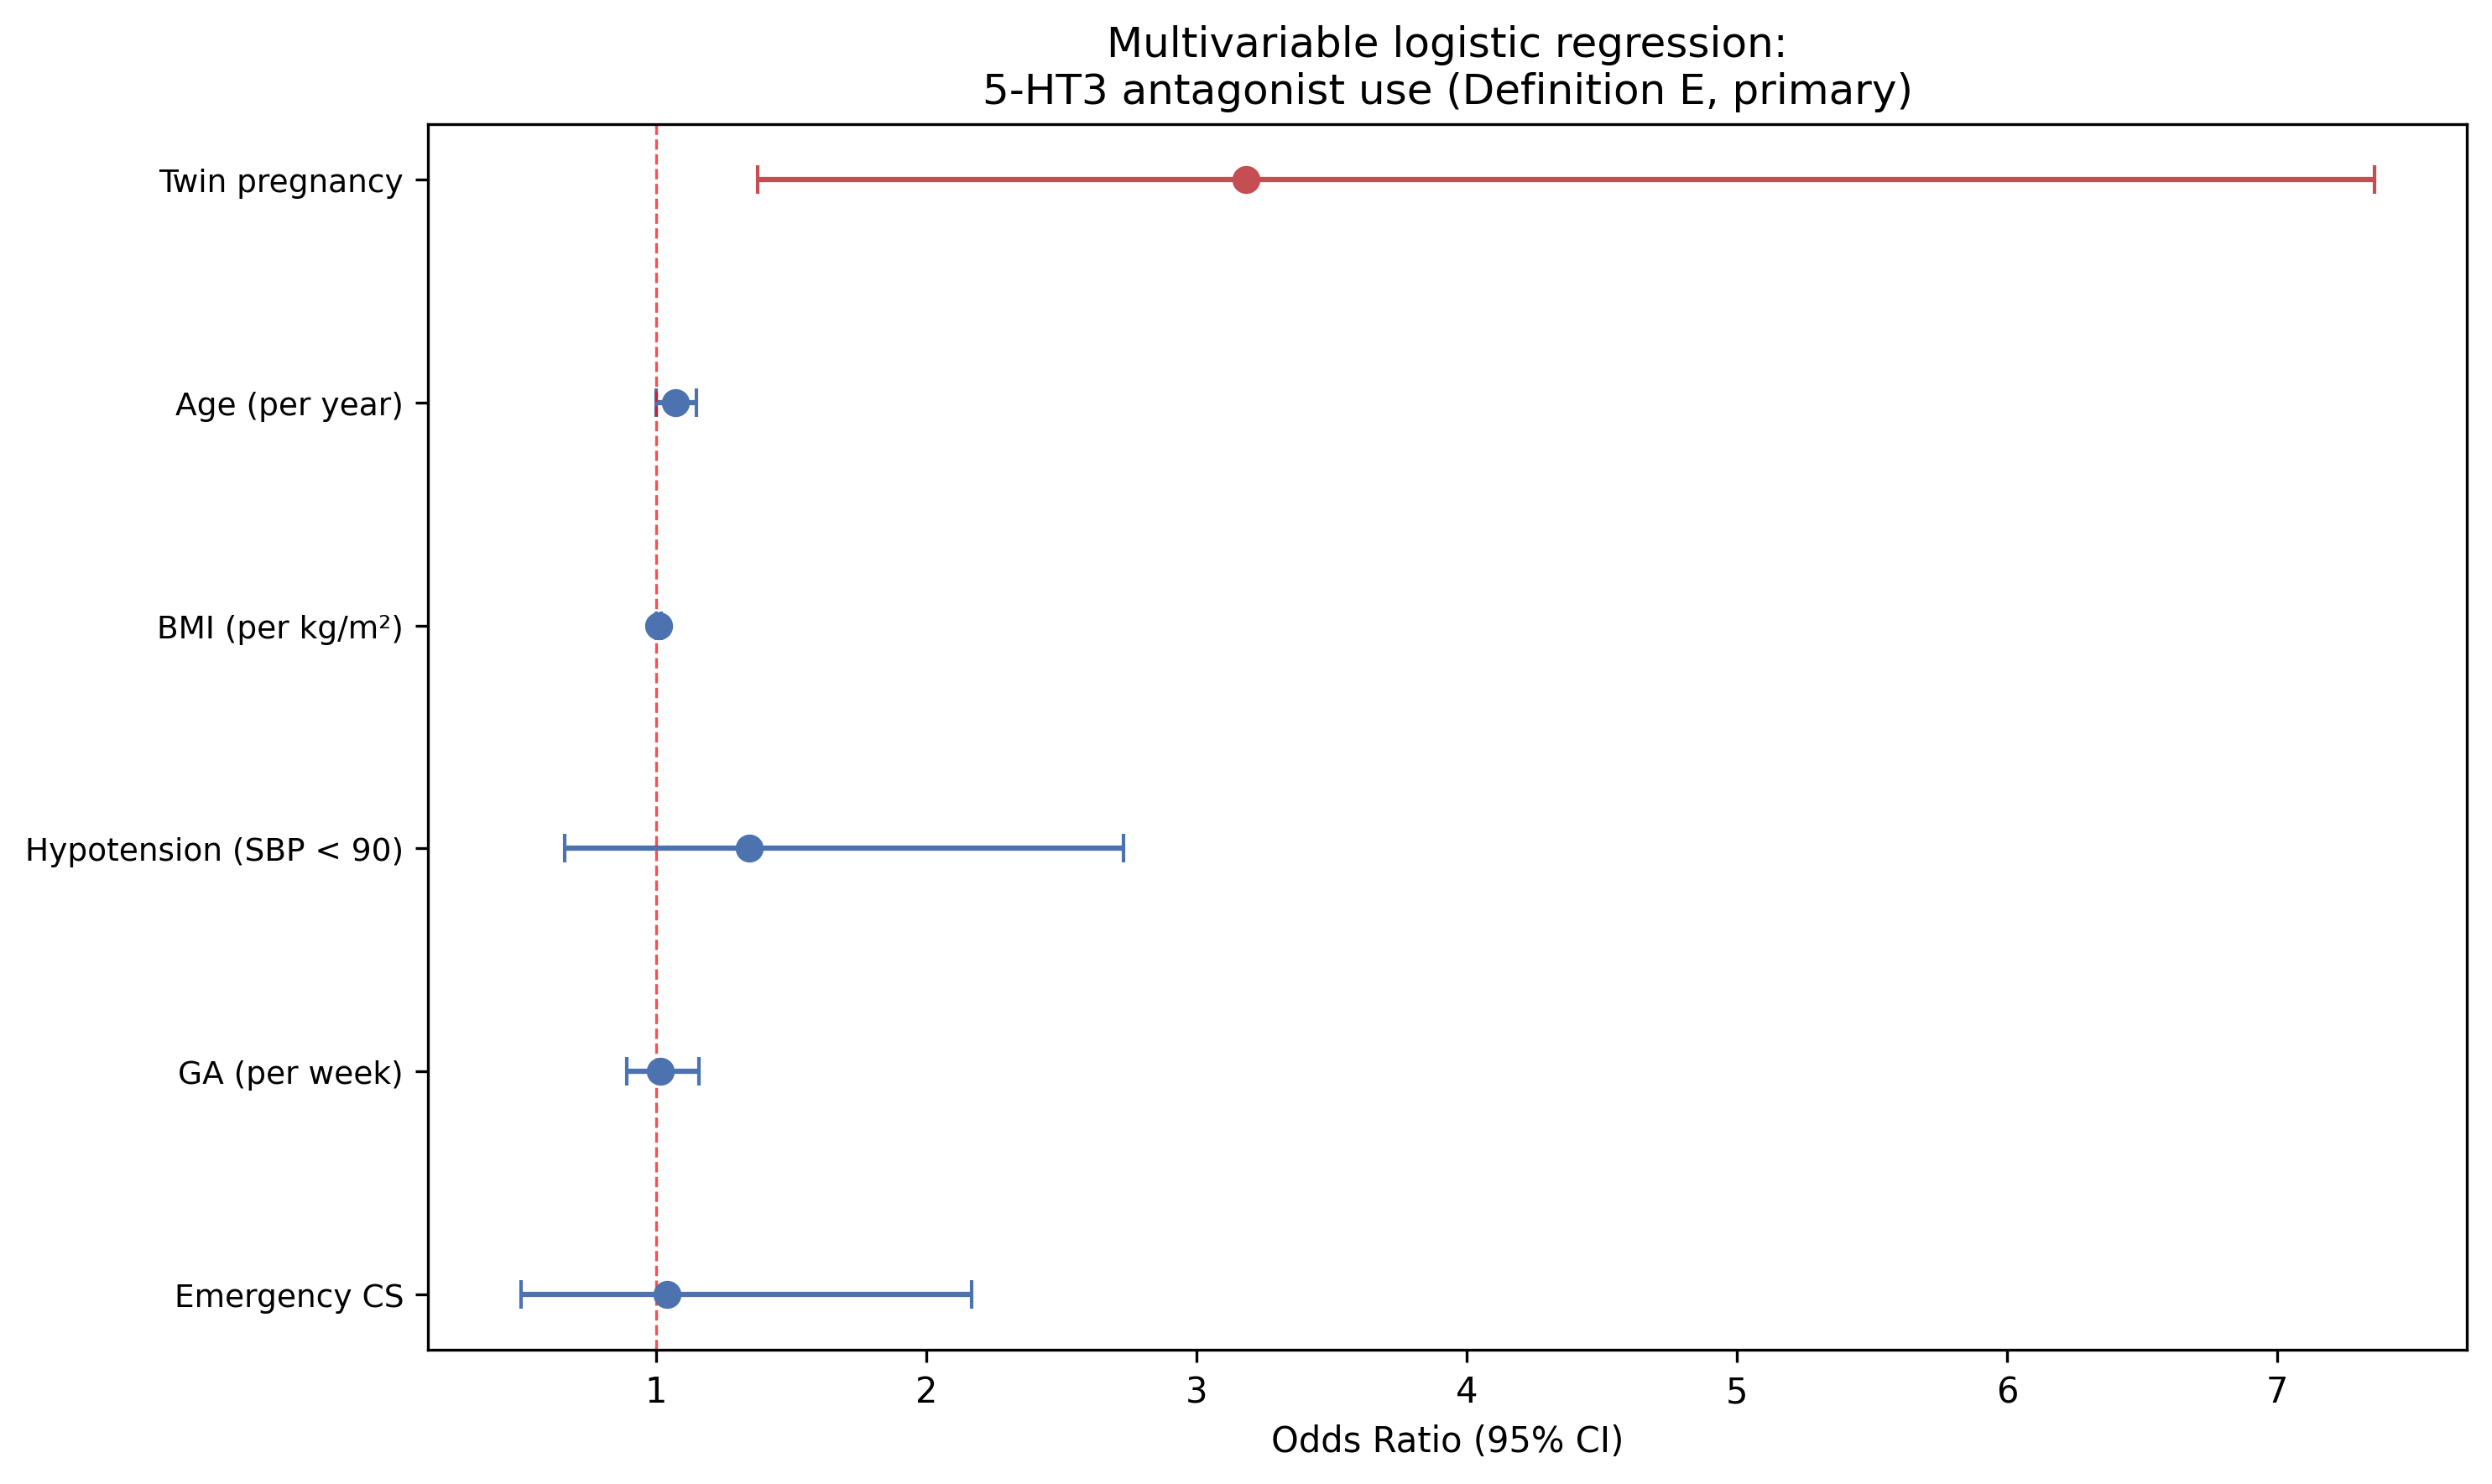 Multivariable logistic regression:
5-HT3 antagonist use (Definition E, primary)
Twin pregnancy
Age (per year)
BMI (per kg/m²)
Hypotension (SBP < 90)
GA (per week)
Emergency CS
1 2 3 4 5 6 7
Odds Ratio (95% CI)